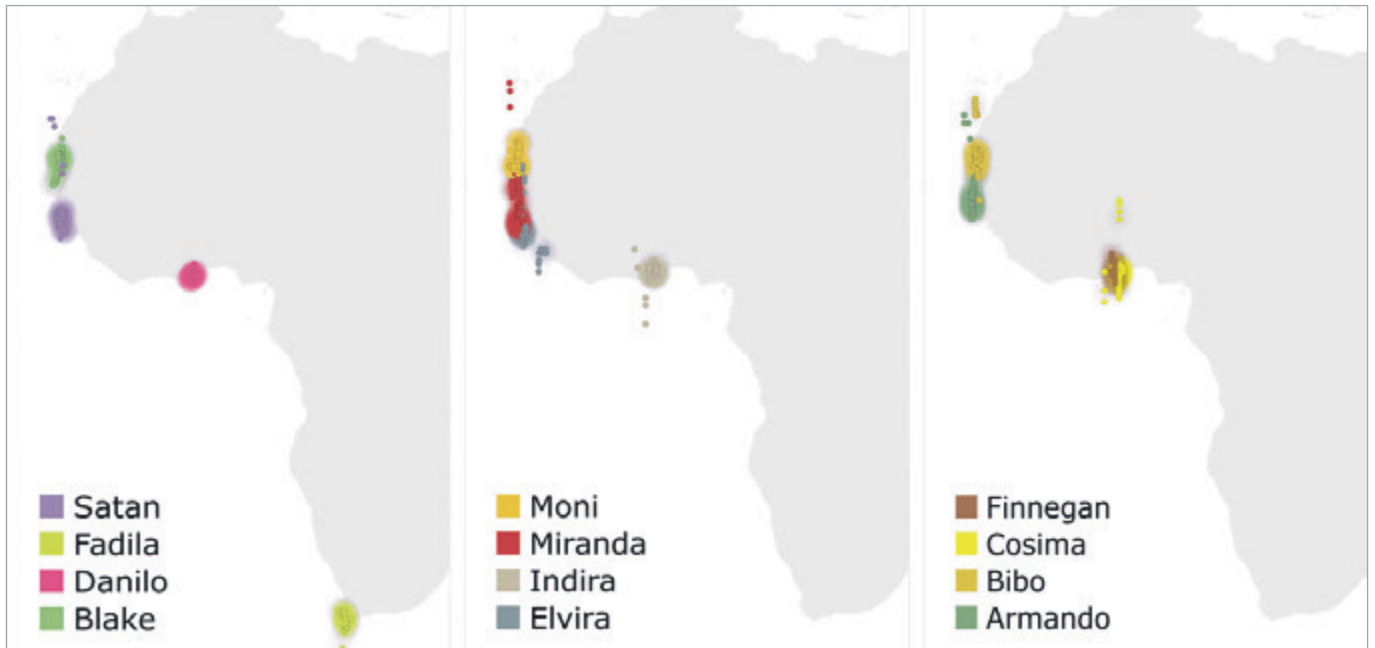 Satan
Fadila
Danilo
Blake
Moni
Miranda
Indira
Elvira
Finnegan
Cosima
Bibo
Armando